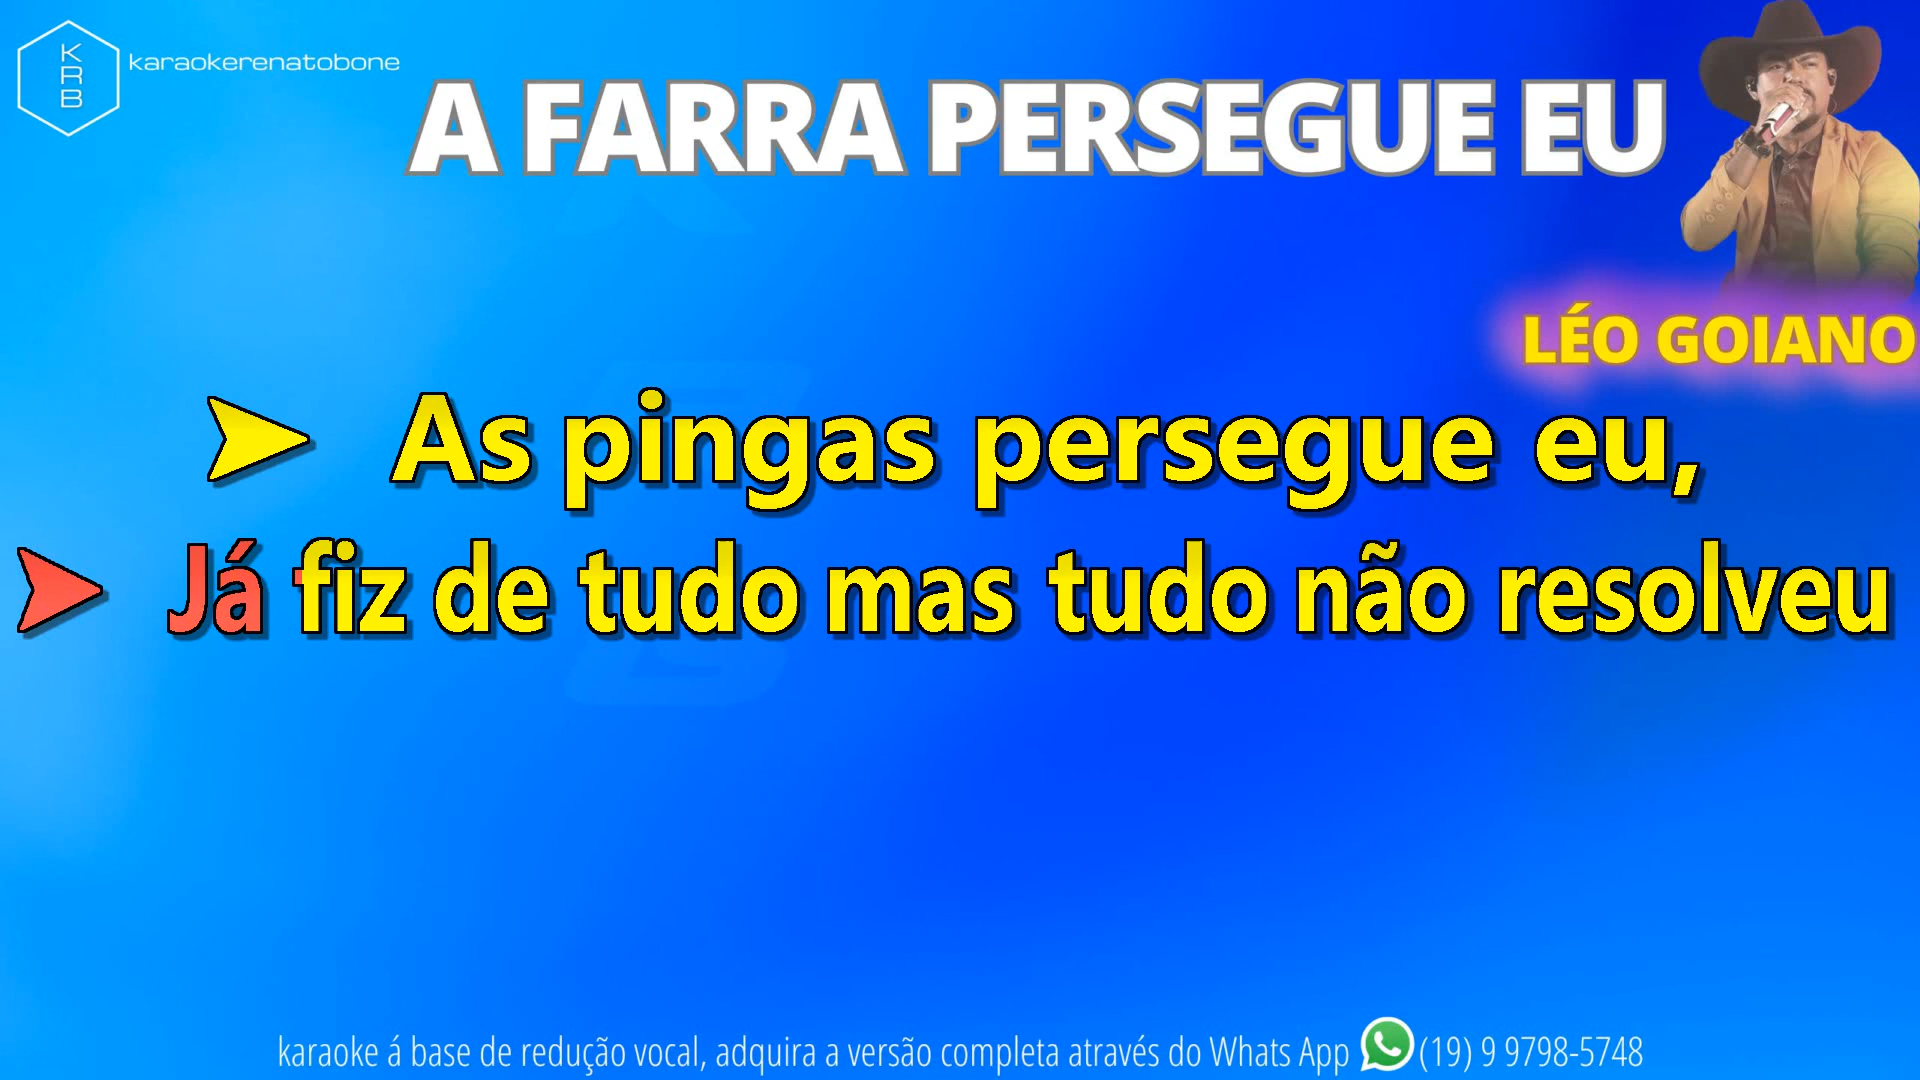 KRB
karaokerenatobone
A FARRA PERSEGUE EU
LÉO GOIANO
➤ As pingas persegue eu,
➤ Já fiz de tudo mas tudo não resolveu
karaoke á base de redução vocal, adquira a versão completa através do Whats App (19) 9 9798-5748